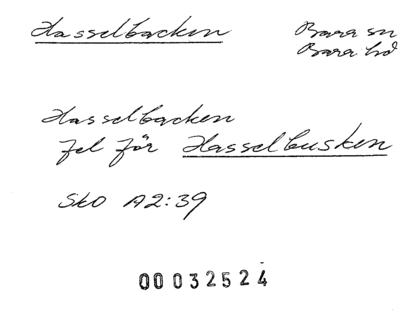 Hasselbacken Bara sn
Bara hd
Hasselbacken
fel för Hasselbusken
SkO A2:39
00032524